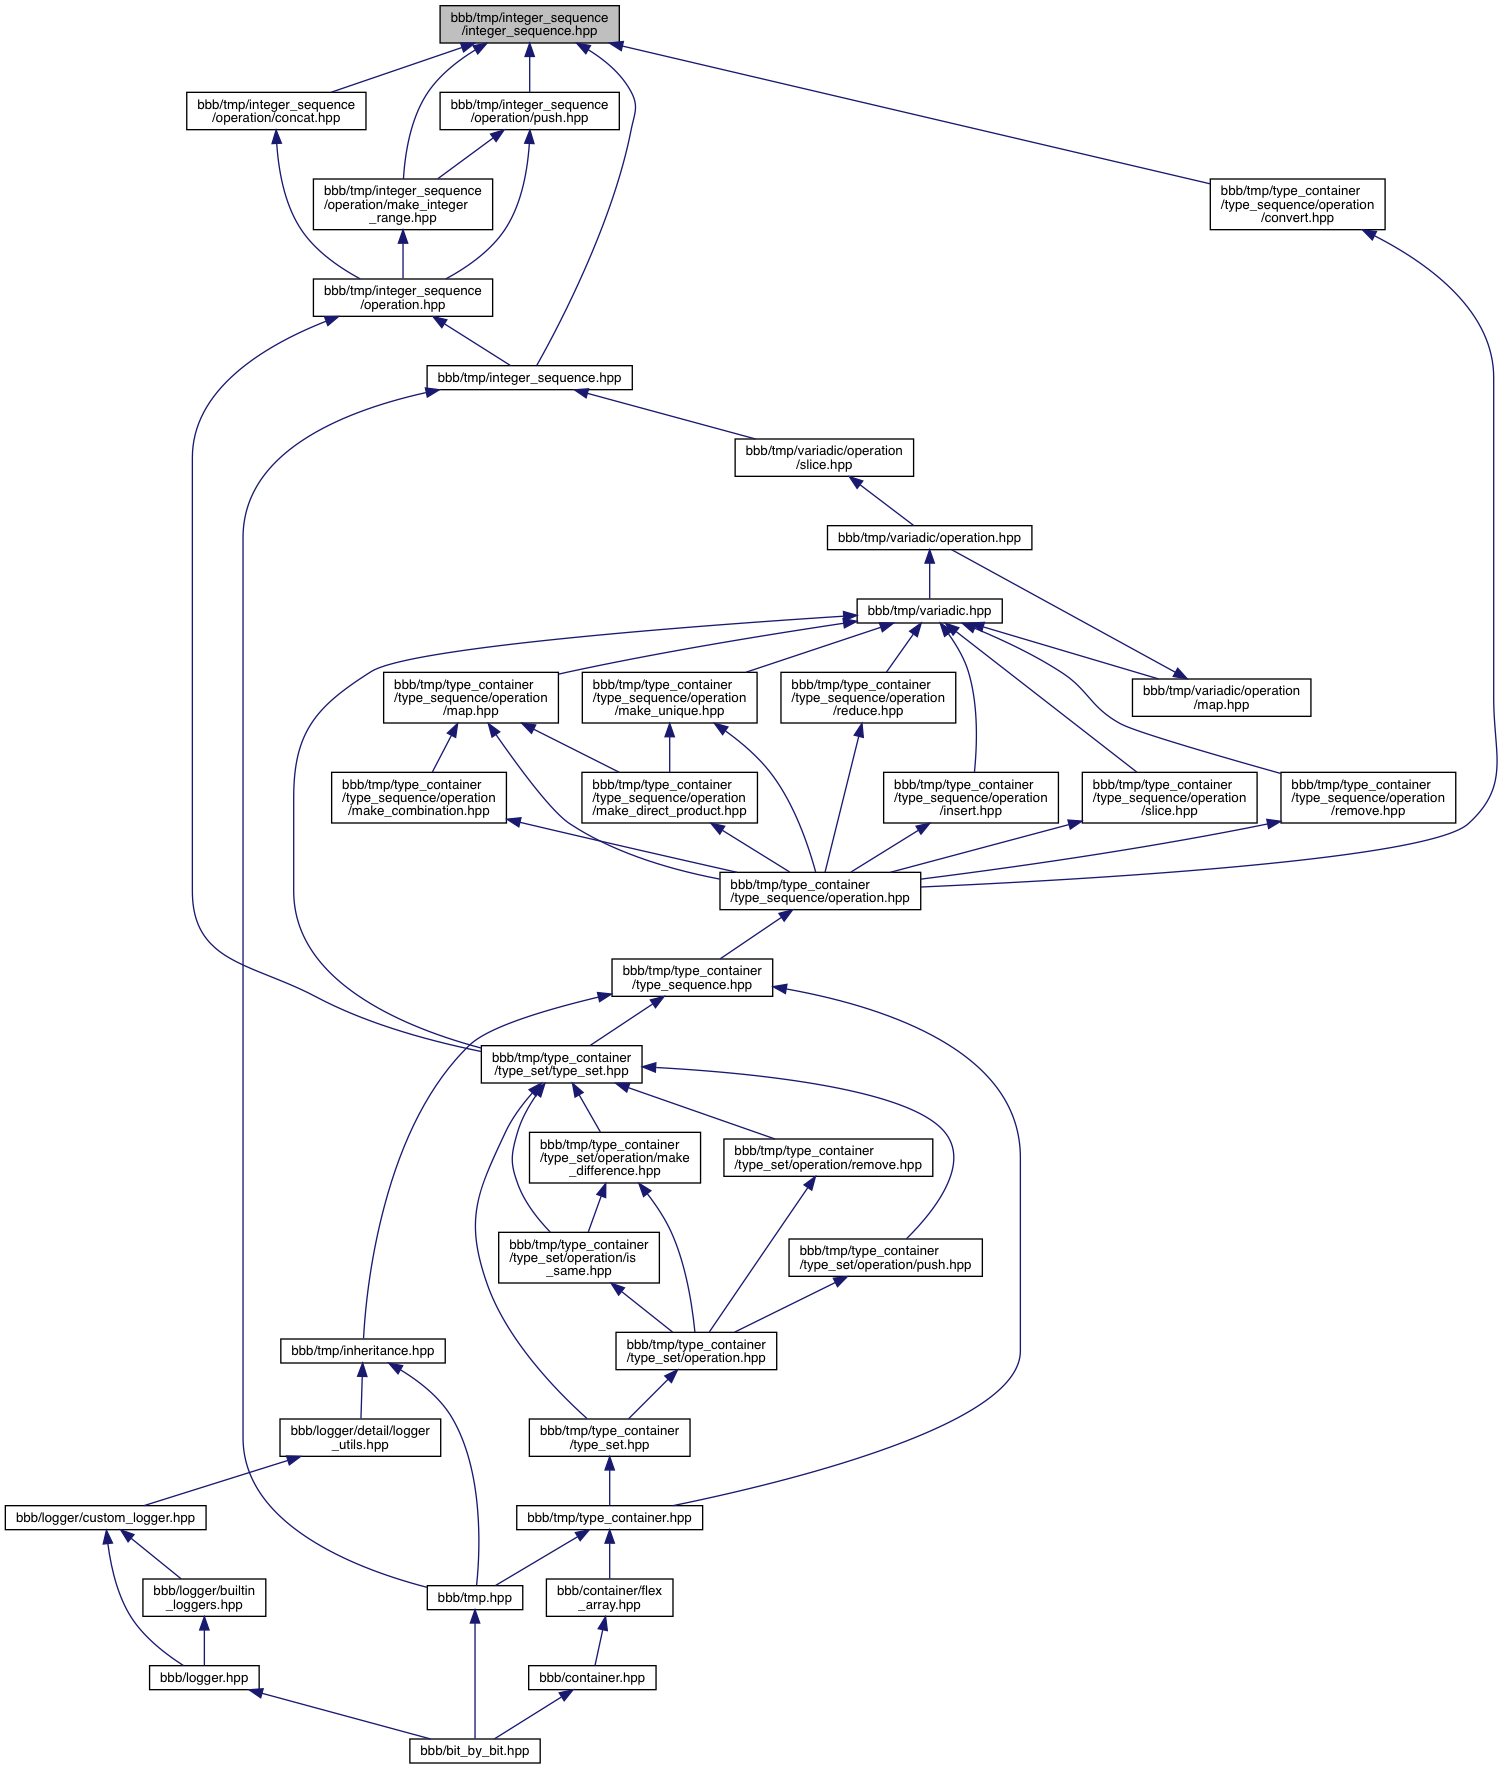 bbb/tmp/integer_sequence
/integer_sequence.hpp
bbb/tmp/integer_sequence
/operation/concat.hpp
bbb/tmp/integer_sequence
/operation/push.hpp
bbb/tmp/integer_sequence
/operation/make_integer
_range.hpp
bbb/tmp/type_container
/type_sequence/operation
/convert.hpp
bbb/tmp/integer_sequence
/operation.hpp
bbb/tmp/integer_sequence.hpp
bbb/tmp/variadic/operation
/slice.hpp
bbb/tmp/variadic/operation.hpp
bbb/tmp/variadic.hpp
bbb/tmp/type_container
/type_sequence/operation
/map.hpp
bbb/tmp/type_container
/type_sequence/operation
/make_unique.hpp
bbb/tmp/type_container
/type_sequence/operation
/reduce.hpp
bbb/tmp/variadic/operation
/map.hpp
bbb/tmp/type_container
/type_sequence/operation
/make_combination.hpp
bbb/tmp/type_container
/type_sequence/operation
/make_direct_product.hpp
bbb/tmp/type_container
/type_sequence/operation
/insert.hpp
bbb/tmp/type_container
/type_sequence/operation
/slice.hpp
bbb/tmp/type_container
/type_sequence/operation
/remove.hpp
bbb/tmp/type_container
/type_sequence/operation.hpp
bbb/tmp/type_container
/type_sequence.hpp
bbb/tmp/type_container
/type_set/type_set.hpp
bbb/tmp/type_container
/type_set/operation/make
_difference.hpp
bbb/tmp/type_container
/type_set/operation/remove.hpp
bbb/tmp/type_container
/type_set/operation/is
_same.hpp
bbb/tmp/type_container
/type_set/operation/push.hpp
bbb/tmp/inheritance.hpp
bbb/tmp/type_container
/type_set/operation.hpp
bbb/logger/detail/logger
_utils.hpp
bbb/tmp/type_container
/type_set.hpp
bbb/logger/custom_logger.hpp
bbb/tmp/type_container.hpp
bbb/logger/builtin
_loggers.hpp
bbb/tmp.hpp
bbb/container/flex
_array.hpp
bbb/logger.hpp
bbb/container.hpp
bbb/bit_by_bit.hpp